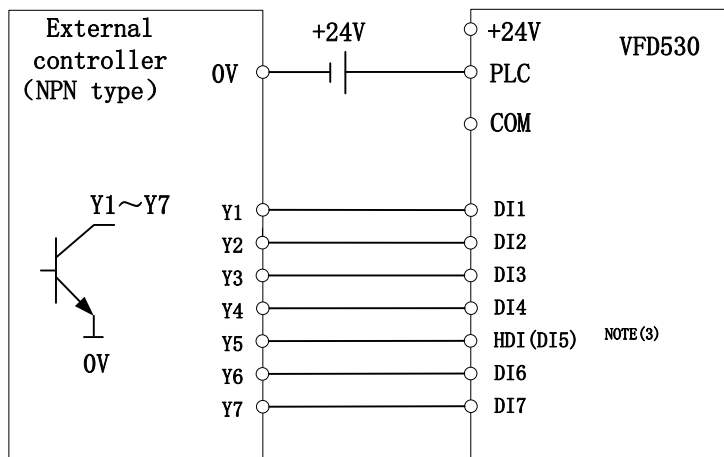 External
controller
(NPN type)
+24V
0V
+24V
PLC
COM
VFD530
Y1～Y7
0V
Y1
Y2
Y3
Y4
Y5
Y6
Y7
DI1
DI2
DI3
DI4
HDI(DI5)
NOTE(3)
DI6
DI7